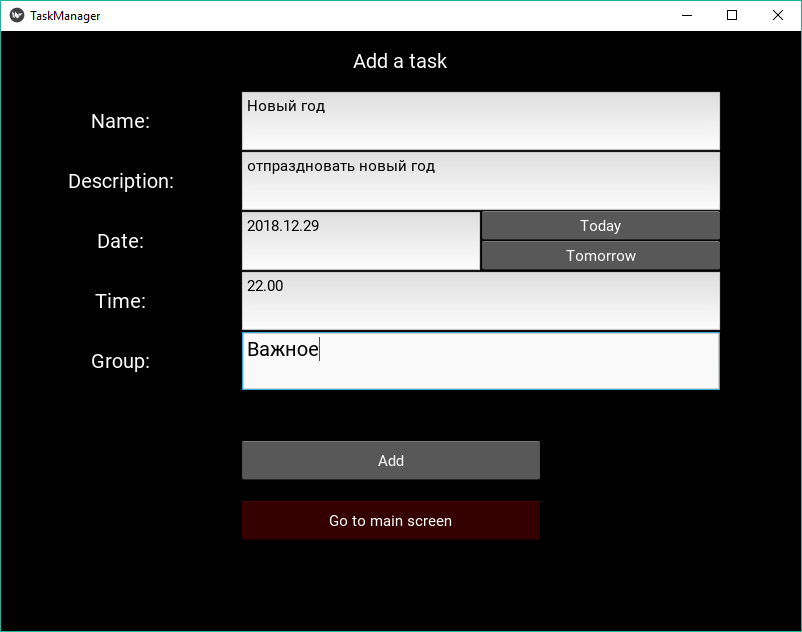 TaskManager
Add a task
Name:
Новый год
Description:
отпраздновать новый год
Date:
2018.12.29
Today
Tomorrow
Time:
22.00
Group:
Важное
Add
Go to main screen